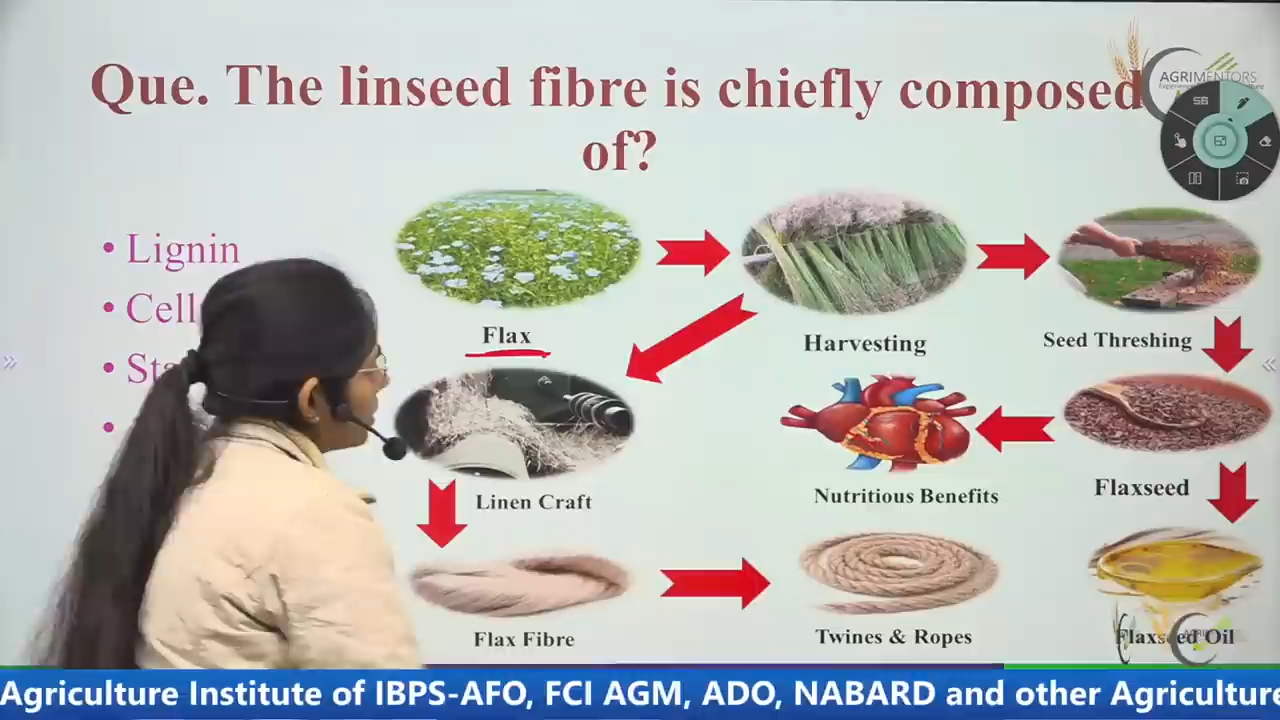 Que. The linseed fibre is chiefly composed
of?
AGRIMENTORS
• Lignin
Flax
Harvesting
Seed Threshing
Linen Craft
Nutritious Benefits
Flaxseed
Flax Fibre
Twines & Ropes
Flaxseed Oil
Agriculture Institute of IBPS-AFO, FCI AGM, ADO, NABARD and other Agriculture